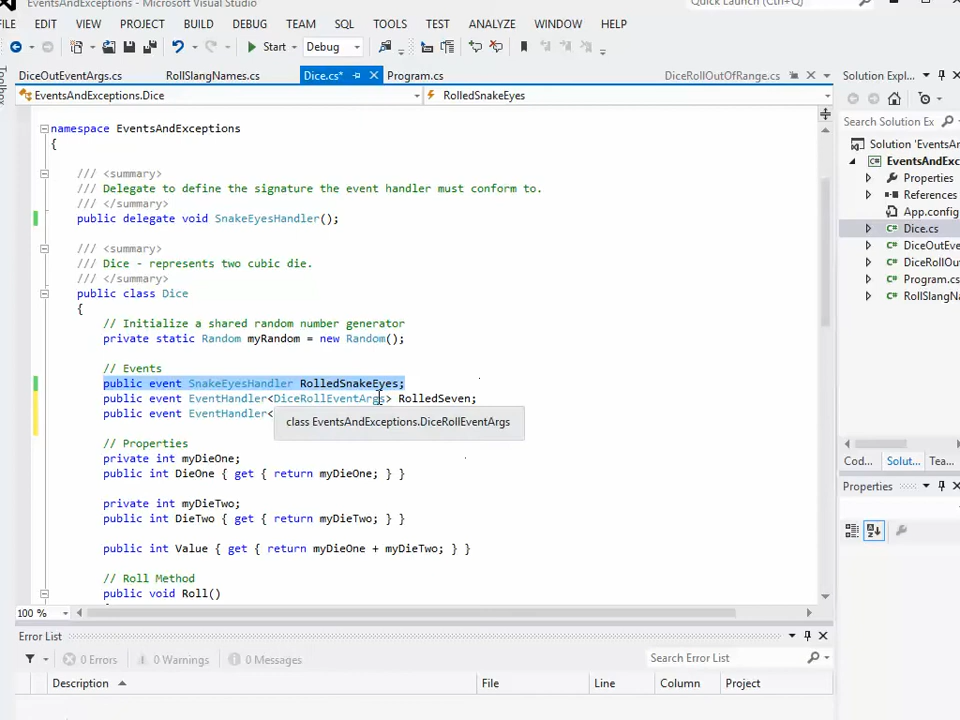 EventsAndExceptions - Microsoft Visual Studio
Quick Launch (Ctrl+Q)
EDIT VIEW PROJECT BUILD DEBUG TEAM SQL TOOLS TEST ANALYZE WINDOW HELP
Start Debug
Toolbox
DiceOutEventArgs.cs RollSlangNames.cs Dice.cs* Program.cs DiceRollOutOfRange.cs
EventsAndExceptions.Dice RolledSnakeEyes
namespace EventsAndExceptions
{
/// <summary>
/// Delegate to define the signature the event handler must conform to.
/// </summary>
public delegate void SnakeEyesHandler();
/// <summary>
/// Dice - represents two cubic die.
/// </summary>
public class Dice
{
// Initialize a shared random number generator
private static Random myRandom = new Random();
// Events
public event SnakeEyesHandler RolledSnakeEyes;
public event EventHandler<DiceRollEventArgs> RolledSeven;
public event EventHandler<
class EventsAndExceptions.DiceRollEventArgs
// Properties
private int myDieOne;
public int DieOne { get { return myDieOne; } }
private int myDieTwo;
public int DieTwo { get { return myDieTwo; } }
public int Value { get { return myDieOne + myDieTwo; } }
// Roll Method
public void Roll()
100 %
Error List
0 Errors 0 Warnings 0 Messages
Search Error List
Description File Line Column Project
Solution Expl...
Search Solution Ex
Solution 'EventsAn
EventsAndExc
Properties
References
App.config
Dice.cs
DiceOutEve
DiceRollOu
Program.cs
RollSlangN
Cod... Solut... Tea...
Properties